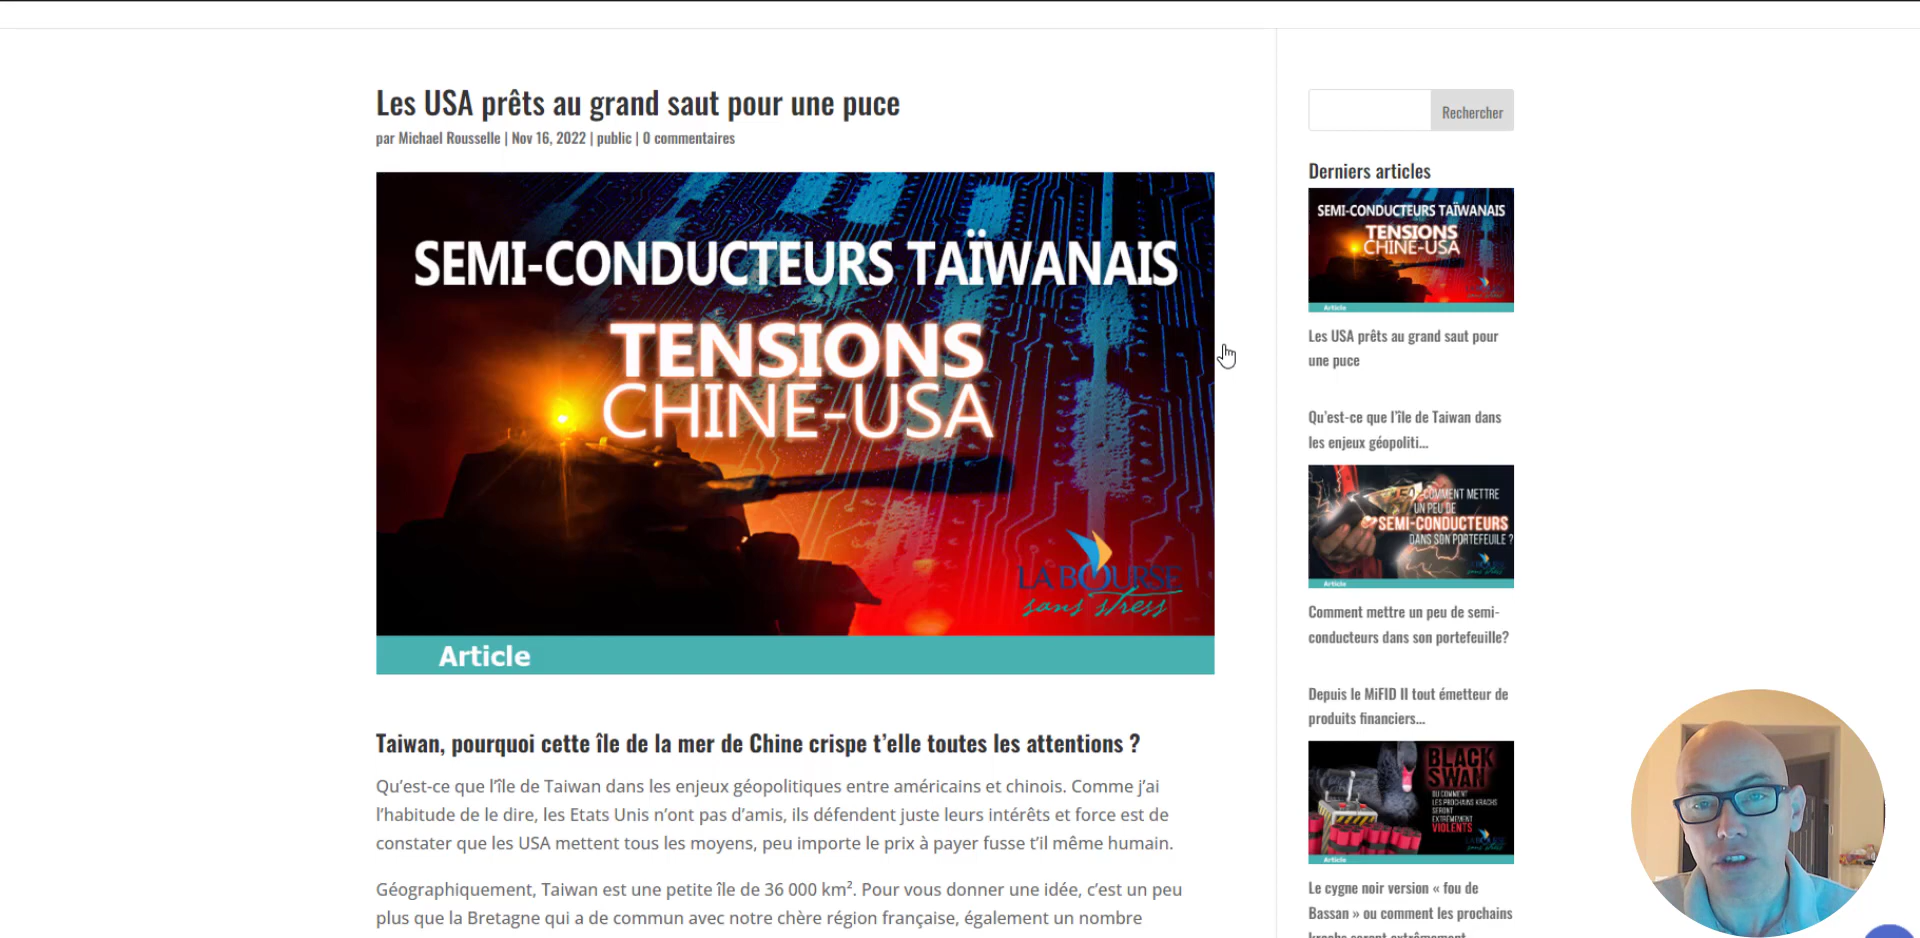 Les USA prêts au grand saut pour une puce
par Michael Rousselle | Nov 16, 2022 | public | 0 commentaires
SEMI-CONDUCTEURS TAÏWANAIS
TENSIONS
CHINE-USA
LA BOURSE
sans stress
Article
Taiwan, pourquoi cette île de la mer de Chine crispe t’elle toutes les attentions ?
Qu’est-ce que l’île de Taiwan dans les enjeux géopolitiques entre américains et chinois. Comme j’ai
l’habitude de le dire, les Etats Unis n’ont pas d’amis, ils défendent juste leurs intérêts et force est de
constater que les USA mettent tous les moyens, peu importe le prix à payer fusse t’il même humain.
Géographiquement, Taiwan est une petite île de 36 000 km². Pour vous donner une idée, c’est un peu
plus que la Bretagne qui a de commun avec notre chère région française, également un nombre
Rechercher
Derniers articles
SEMI-CONDUCTEURS TAÏWANAIS
TENSIONS
CHINE-USA
Article
Les USA prêts au grand saut pour
une puce
Qu’est-ce que l’île de Taiwan dans
les enjeux géopoliti...
COMMENT METTRE
UN PEU DE
SEMI-CONDUCTEURS
DANS SON PORTEFEUILLE ?
Article
Comment mettre un peu de semi-
conducteurs dans son portefeuille?
Depuis le MiFID II tout émetteur de
produits financiers...
BLACK
SWAN
OU COMMENT
LES PROCHAINS KRACHS
SERONT
EXTRÊMEMENT
VIOLENTS
Article
Le cygne noir version « fou de
Bassan » ou comment les prochains
krachs seront extrêmement